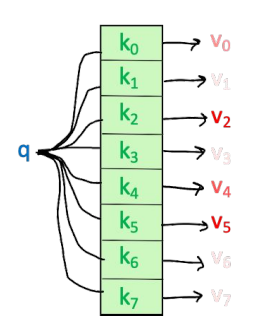 k₀ v₀
k₁ v₁
k₂ v₂
q k₃ v₃
k₄ v₄
k₅ v₅
k₆ v₆
k₇ v₇